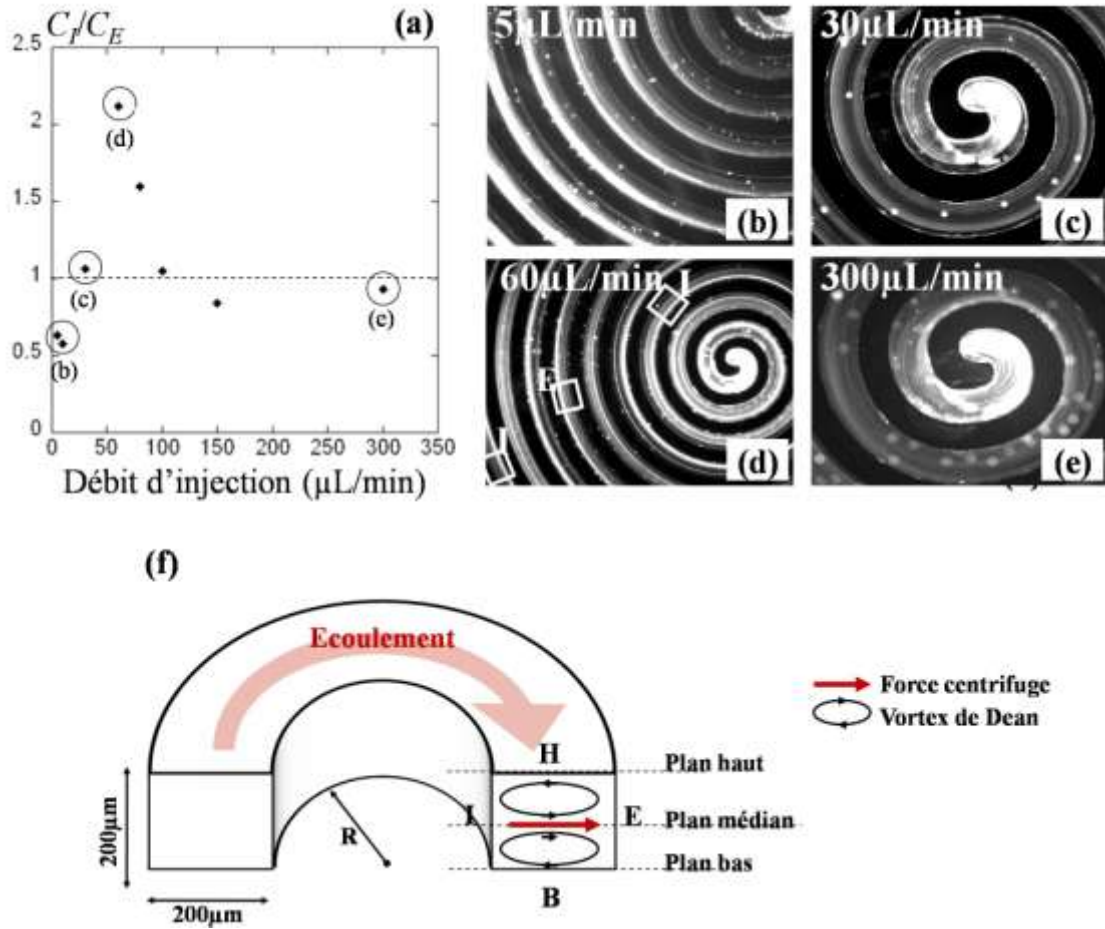 C_I/C_E
(a)
2.5
2
1.5
1
0.5
0
(d)
(c)
(b)
(e)
0 50 100 150 200 250 300 350
Débit d'injection (µL/min)
5µL/min
(b)
30µL/min
(c)
60µL/min
I
E
I
(d)
300µL/min
(e)
(f)
Ecoulement
Force centrifuge
Vortex de Dean
H
Plan haut
I
E
Plan médian
R
Plan bas
B
200µm
200µm